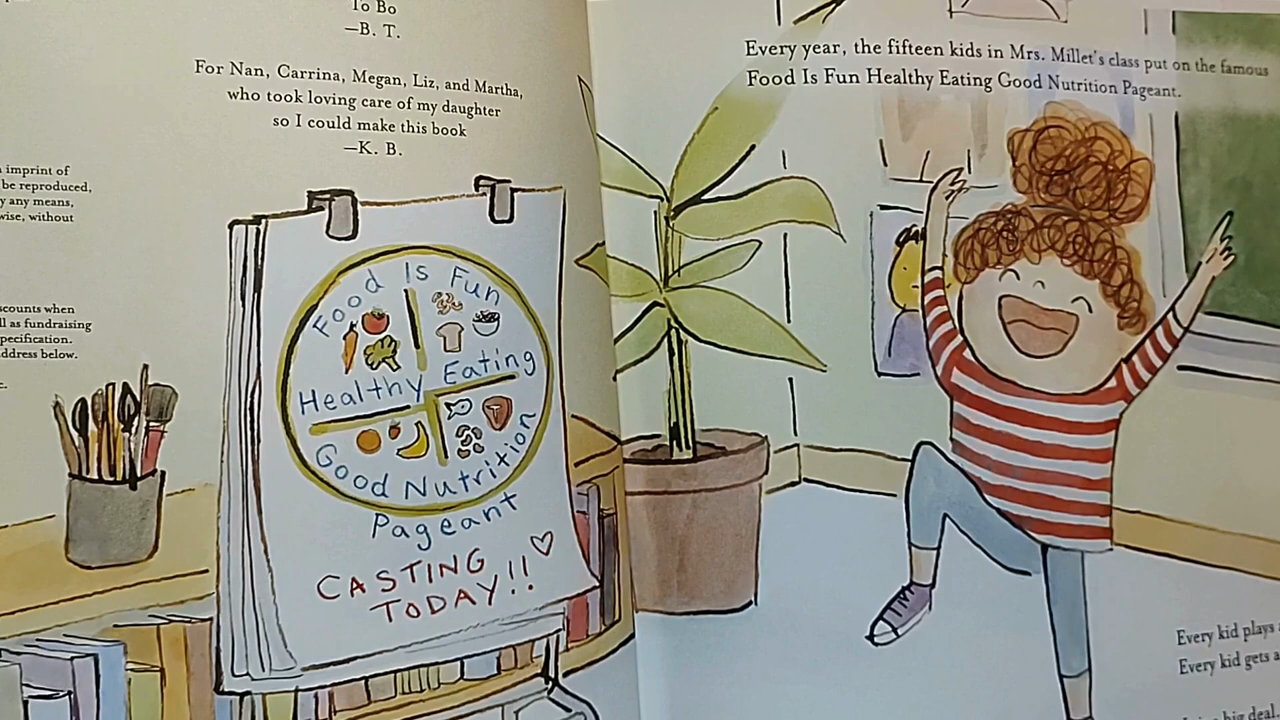 To Bo
—B. T.
For Nan, Carrina, Megan, Liz, and Martha,
who took loving care of my daughter
so I could make this book
—K. B.
imprint of
be reproduced,
any means,
wise, without
counts when
as fundraising
pecification.
ddress below.
c.
Food Is Fun
Healthy Eating
Good Nutrition
Pageant
CASTING
TODAY!!
Every year, the fifteen kids in Mrs. Millet's class put on the famous
Food Is Fun Healthy Eating Good Nutrition Pageant.
Every kid plays
Every kid gets a
big deal.